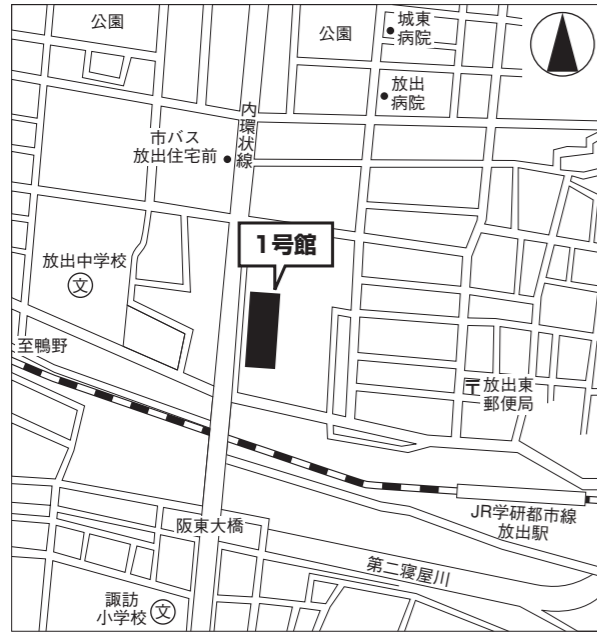 公園
公園
城東
病院
放出
病院
内環状線
市バス
放出住宅前
1号館
放出中学校
文
至鴨野
〒放出東
郵便局
JR学研都市線
放出駅
阪東大橋
第二寝屋川
諏訪
小学校
文